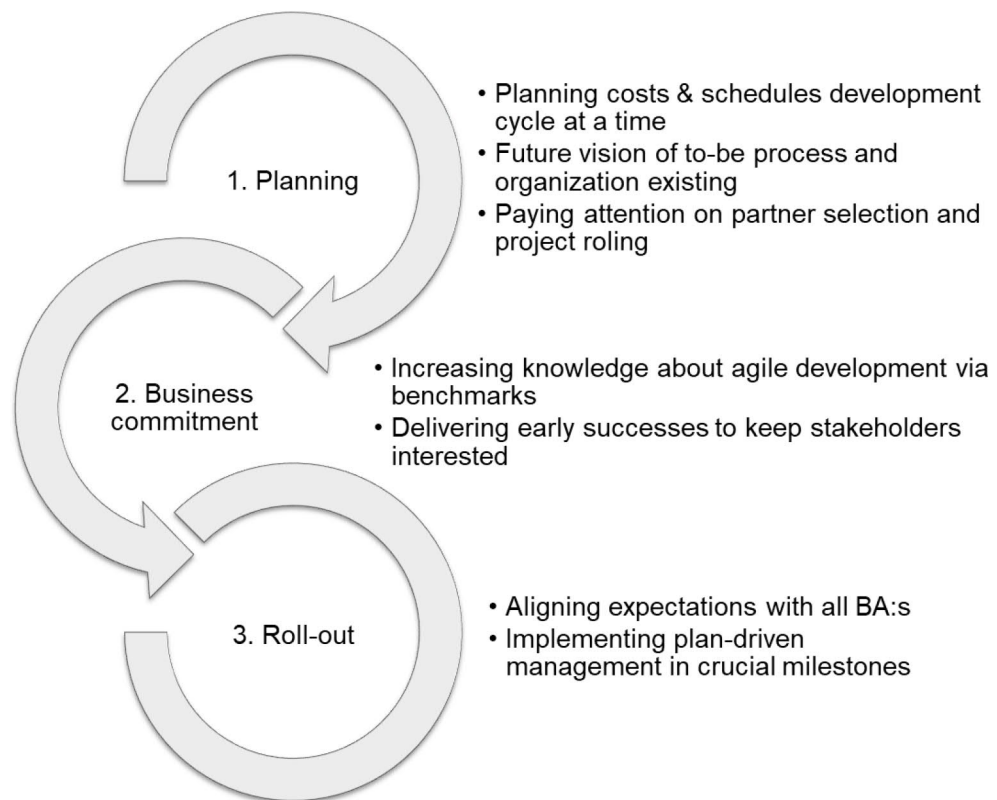 1. Planning
• Planning costs & schedules development
cycle at a time
• Future vision of to-be process and
organization existing
• Paying attention on partner selection and
project roling
2. Business
commitment
• Increasing knowledge about agile development via
benchmarks
• Delivering early successes to keep stakeholders
interested
3. Roll-out
• Aligning expectations with all BA:s
• Implementing plan-driven
management in crucial milestones